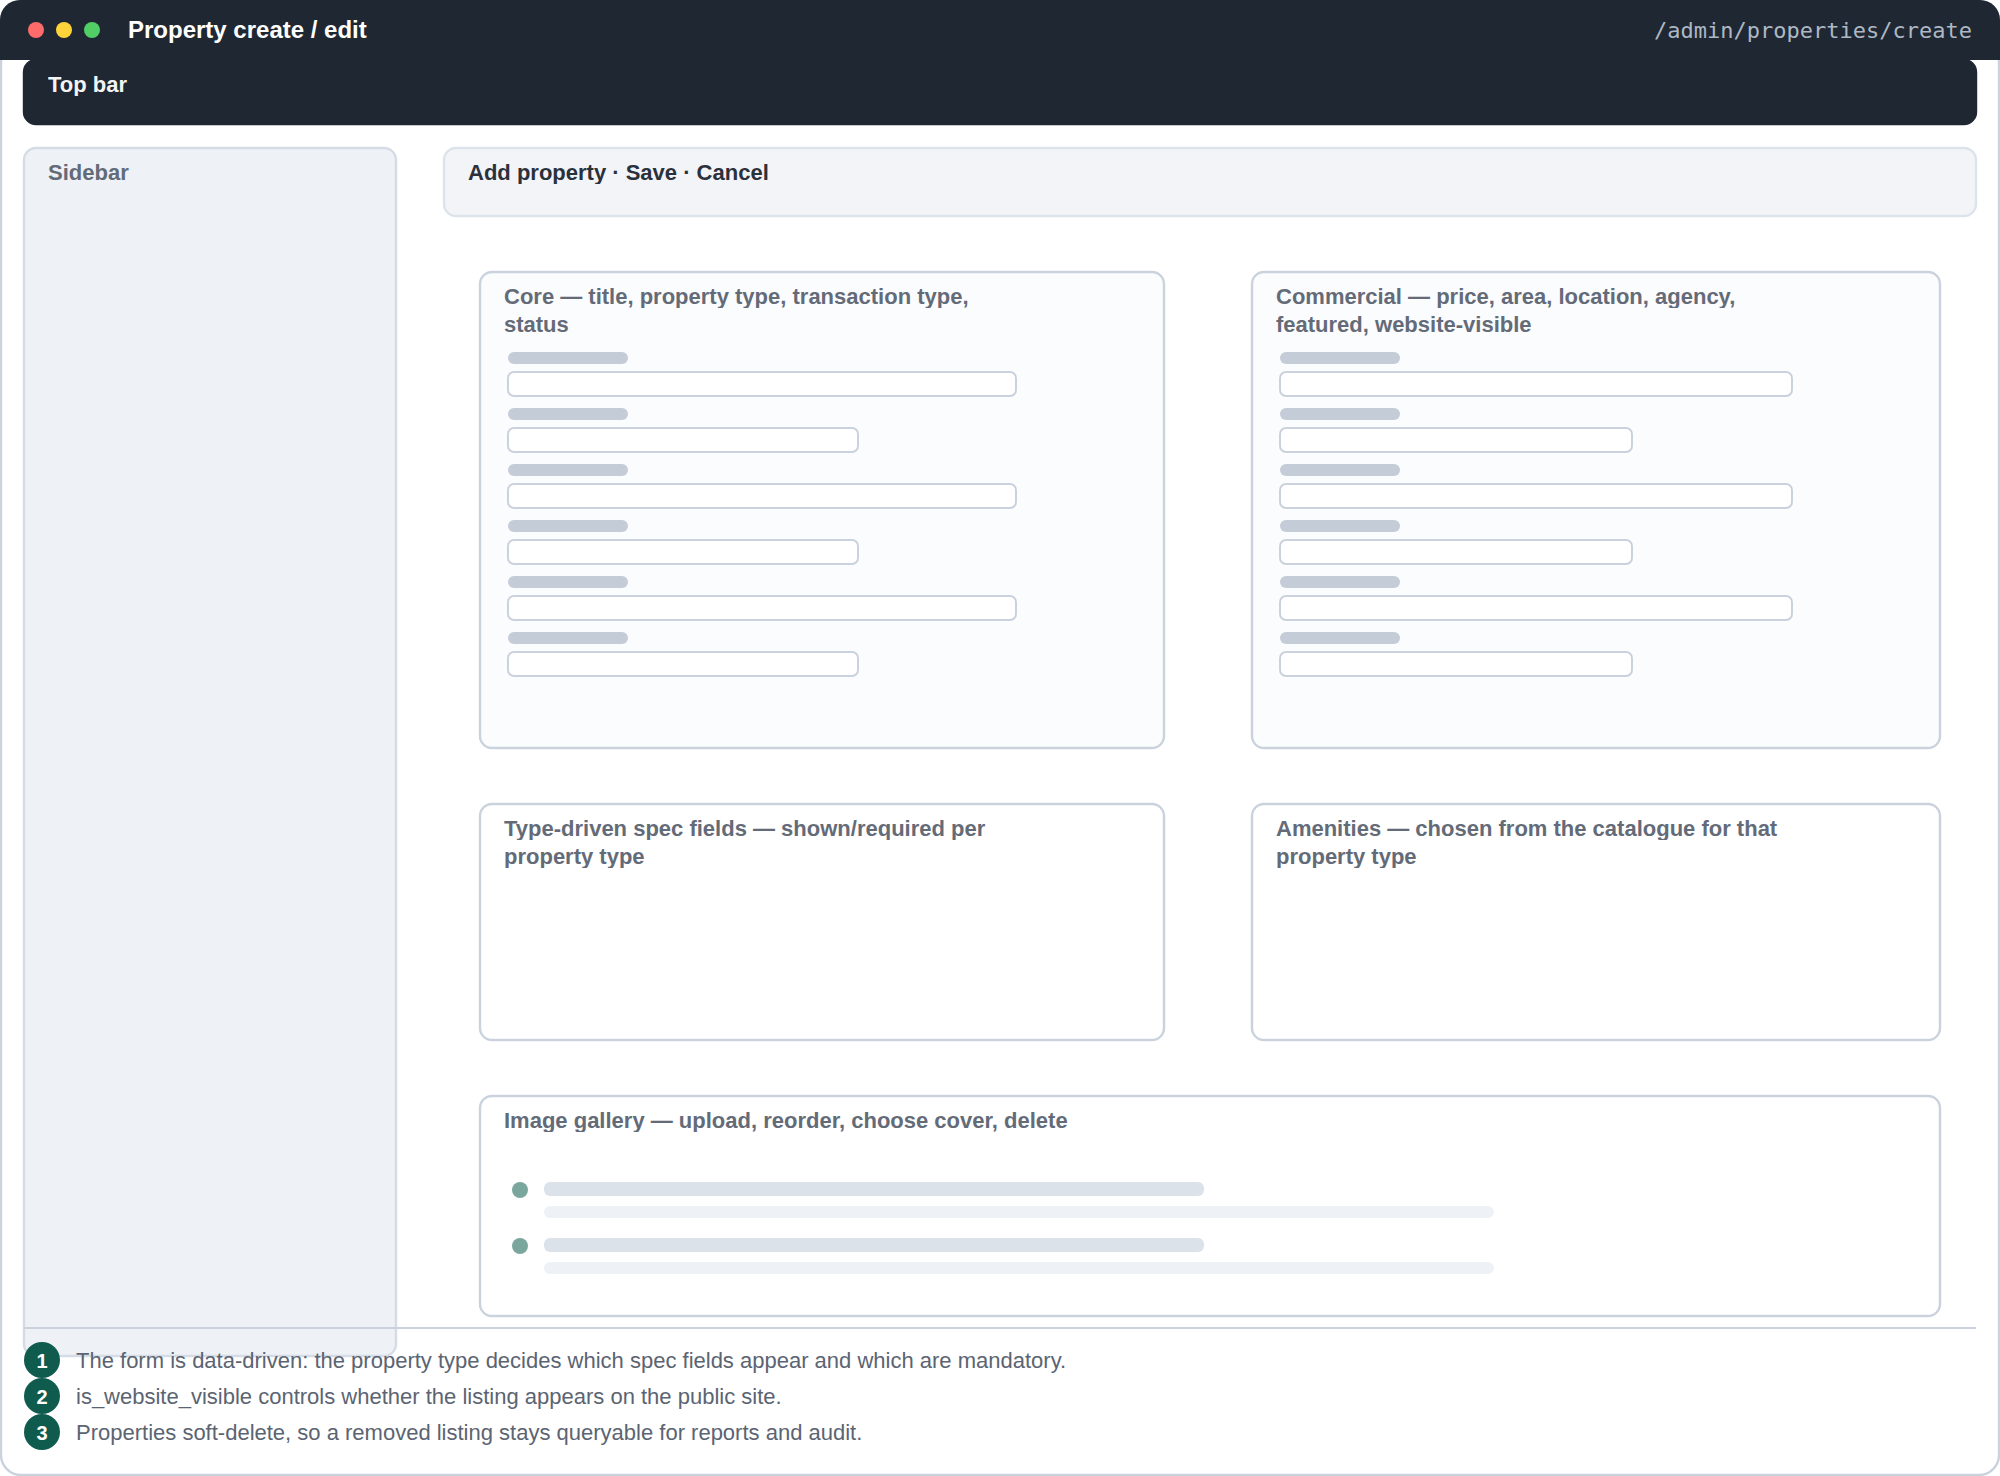 Property create / edit
/admin/properties/create
Top bar
Sidebar
Add property · Save · Cancel
Core — title, property type, transaction type,
status
Commercial — price, area, location, agency,
featured, website-visible
Type-driven spec fields — shown/required per
property type
Amenities — chosen from the catalogue for that
property type
Image gallery — upload, reorder, choose cover, delete
1 The form is data-driven: the property type decides which spec fields appear and which are mandatory.
2 is_website_visible controls whether the listing appears on the public site.
3 Properties soft-delete, so a removed listing stays queryable for reports and audit.